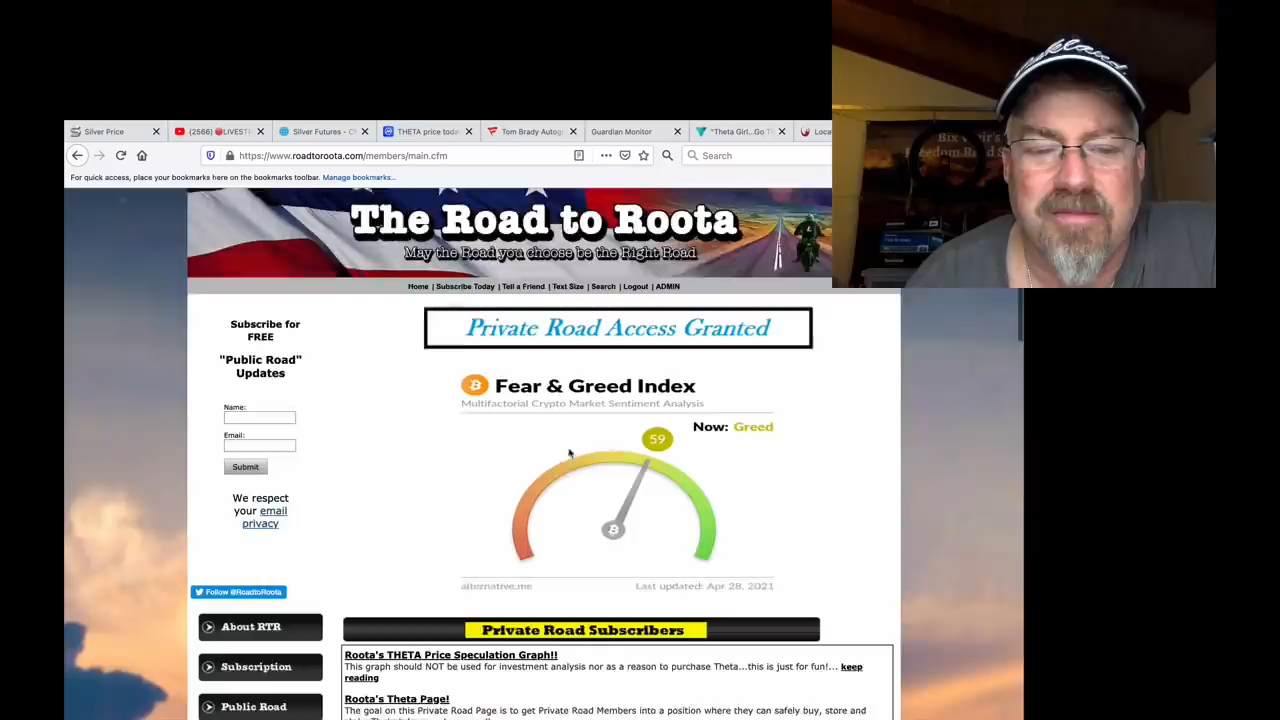 Silver Price
(2566)
LIVEST
Silver Futures - C
THETA price toda
Tom Brady Autog
Guardian Monitor
"Theta Girl...Go T
Loca
https://www.roadtoroota.com/members/main.cfm
Search
For quick access, place your bookmarks here on the bookmarks toolbar. Manage bookmarks...
The Road to Roota
May the Road you choose be the Right Road
Home | Subscribe Today | Tell a Friend | Text Size | Search | Logout | ADMIN
Private Road Access Granted
Subscribe for
FREE
"Public Road"
Updates
Name:
Email:
Submit
We respect
your email
privacy
Fear & Greed Index
Multifactorial Crypto Market Sentiment Analysis
Now: Greed
59
alternative.me
Last updated: Apr 28, 2021
Follow @RoadtoRoota
About RTR
Subscription
Public Road
Private Road Subscribers
Roota's THETA Price Speculation Graph!!
This graph should NOT be used for investment analysis nor as a reason to purchase Theta...this is just for fun!... keep
reading
Roota's Theta Page!
The goal on this Private Road Page is to get Private Road Members into a position where they can safely buy, store and